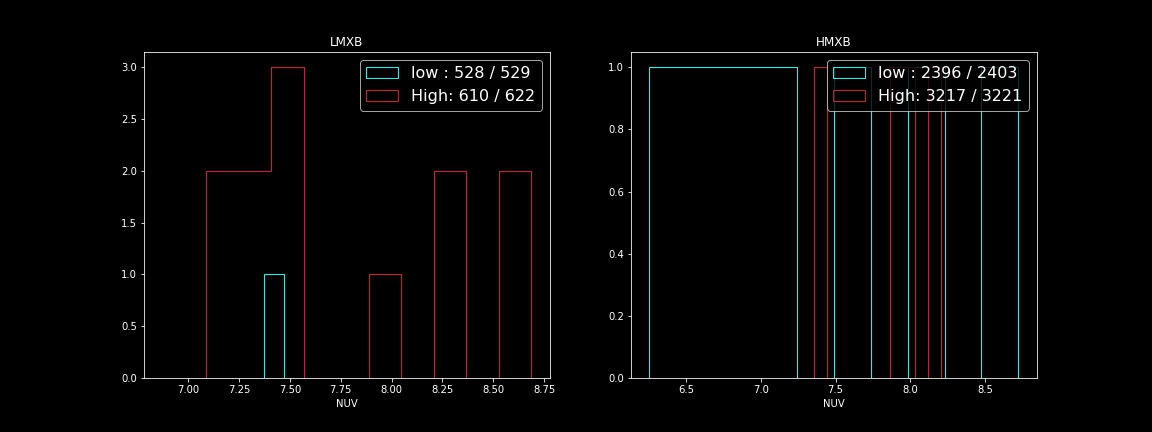 LMXB
low : 528 / 529
High: 610 / 622
3.0
2.5
2.0
1.5
1.0
0.5
0.0
7.00 7.25 7.50 7.75 8.00 8.25 8.50 8.75
NUV
HMXB
low : 2396 / 2403
High: 3217 / 3221
1.0
0.8
0.6
0.4
0.2
0.0
6.5 7.0 7.5 8.0 8.5
NUV